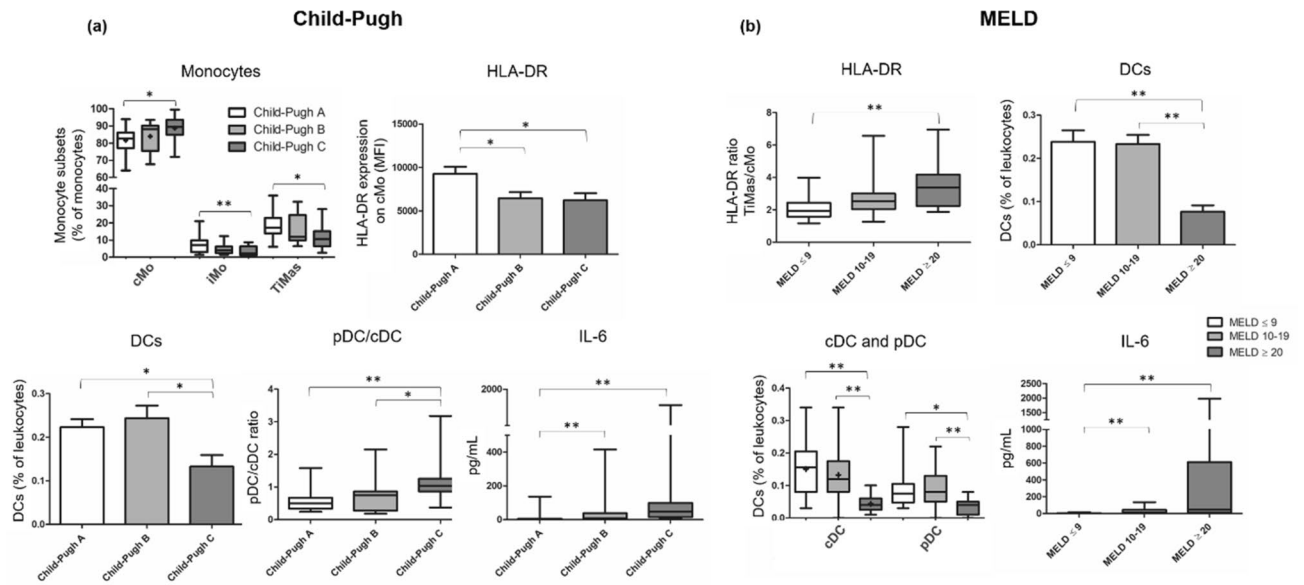 Child-Pugh
(a)
Monocytes
Monocyte subsets
(% of monocytes)
100
90
80
70
60
40
30
20
10
0
*
**
*
Child-Pugh A
Child-Pugh B
Child-Pugh C
cMo
iMo
TiMas
HLA-DR
HLA-DR expression
on cMo (MFI)
15000
10000
5000
0
*
*
Child-Pugh A
Child-Pugh B
Child-Pugh C
DCs
DCs (% of leukocytes)
0.3
0.2
0.1
0.0
*
*
Child-Pugh A
Child-Pugh B
Child-Pugh C
pDC/cDC
pDC/cDC ratio
4
3
2
1
0
**
*
Child-Pugh A
Child-Pugh B
Child-Pugh C
IL-6
pg/mL
2000
400
200
0
**
**
Child-Pugh A
Child-Pugh B
Child-Pugh C
MELD
(b)
HLA-DR
HLA-DR ratio
TiMas/cMo
8
6
4
2
0
**
MELD ≤ 9
MELD 10-19
MELD ≥ 20
DCs
DCs (% of leukocytes)
0.3
0.2
0.1
0.0
**
**
MELD ≤ 9
MELD 10-19
MELD ≥ 20
MELD ≤ 9
MELD 10-19
MELD ≥ 20
cDC and pDC
DCs (% of leukocytes)
0.4
0.3
0.2
0.1
0.0
**
**
*
**
cDC
pDC
IL-6
pg/mL
2500
2000
1500
1000
800
600
400
200
0
**
**
MELD ≤ 9
MELD 10-19
MELD ≥ 20